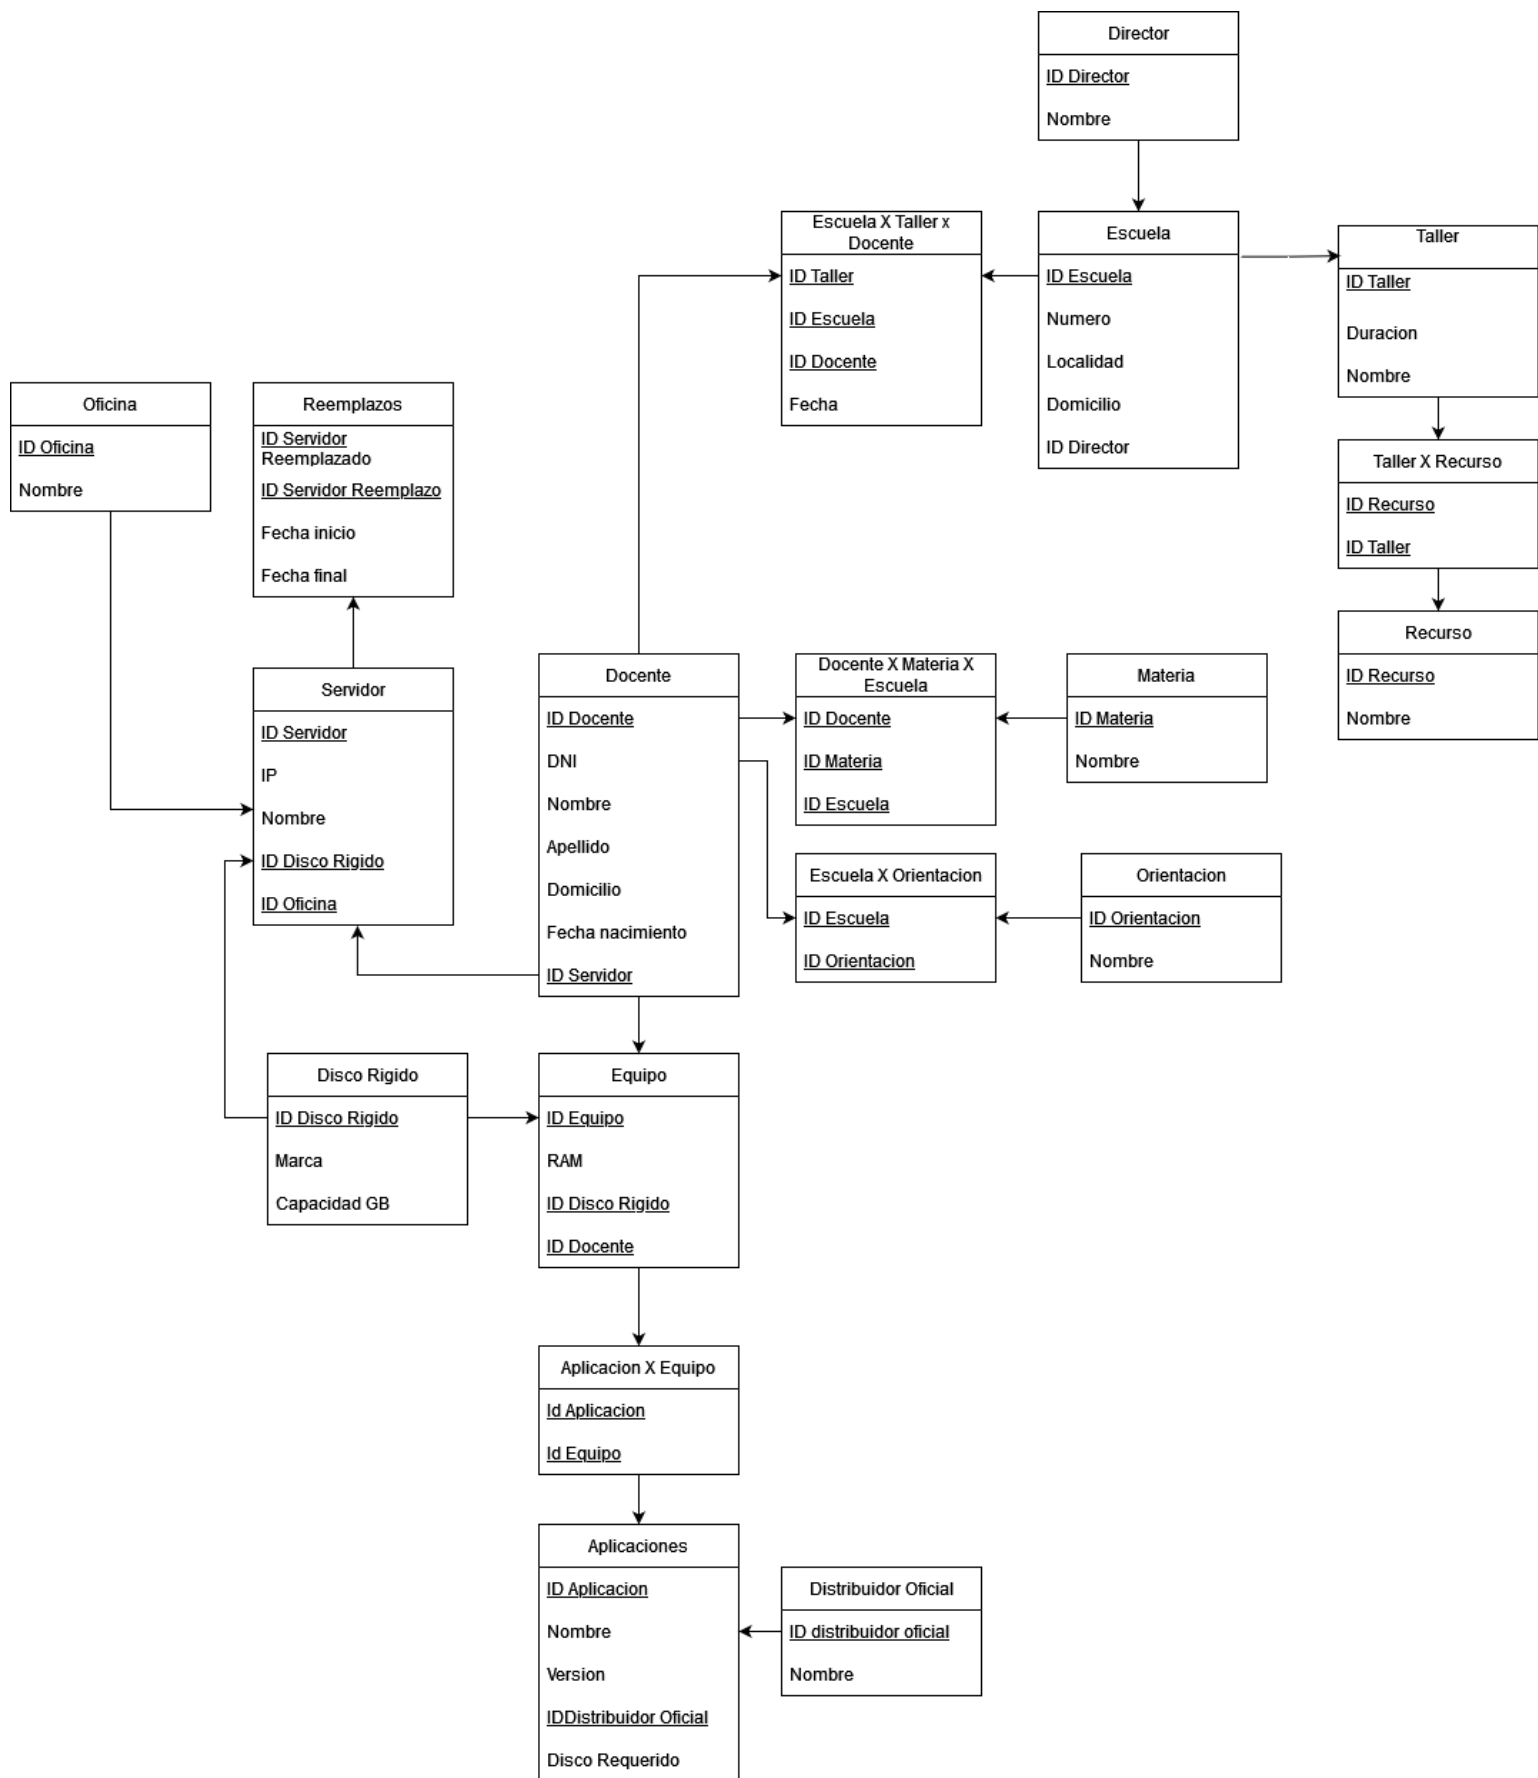 Director
ID Director
Nombre
Escuela X Taller x
Docente
ID Taller
ID Escuela
ID Docente
Fecha
Escuela
ID Escuela
Numero
Localidad
Domicilio
ID Director
Taller
ID Taller
Duracion
Nombre
Oficina
ID Oficina
Nombre
Reemplazos
ID Servidor
Reemplazado
ID Servidor Reemplazo
Fecha inicio
Fecha final
Taller X Recurso
ID Recurso
ID Taller
Recurso
ID Recurso
Nombre
Servidor
ID Servidor
IP
Nombre
ID Disco Rigido
ID Oficina
Docente
ID Docente
DNI
Nombre
Apellido
Domicilio
Fecha nacimiento
ID Servidor
Docente X Materia X
Escuela
ID Docente
ID Materia
ID Escuela
Materia
ID Materia
Nombre
Escuela X Orientacion
ID Escuela
ID Orientacion
Orientacion
ID Orientacion
Nombre
Disco Rigido
ID Disco Rigido
Marca
Capacidad GB
Equipo
ID Equipo
RAM
ID Disco Rigido
ID Docente
Aplicacion X Equipo
Id Aplicacion
Id Equipo
Aplicaciones
ID Aplicacion
Nombre
Version
IDDistribuidor Oficial
Disco Requerido
Distribuidor Oficial
ID distribuidor oficial
Nombre